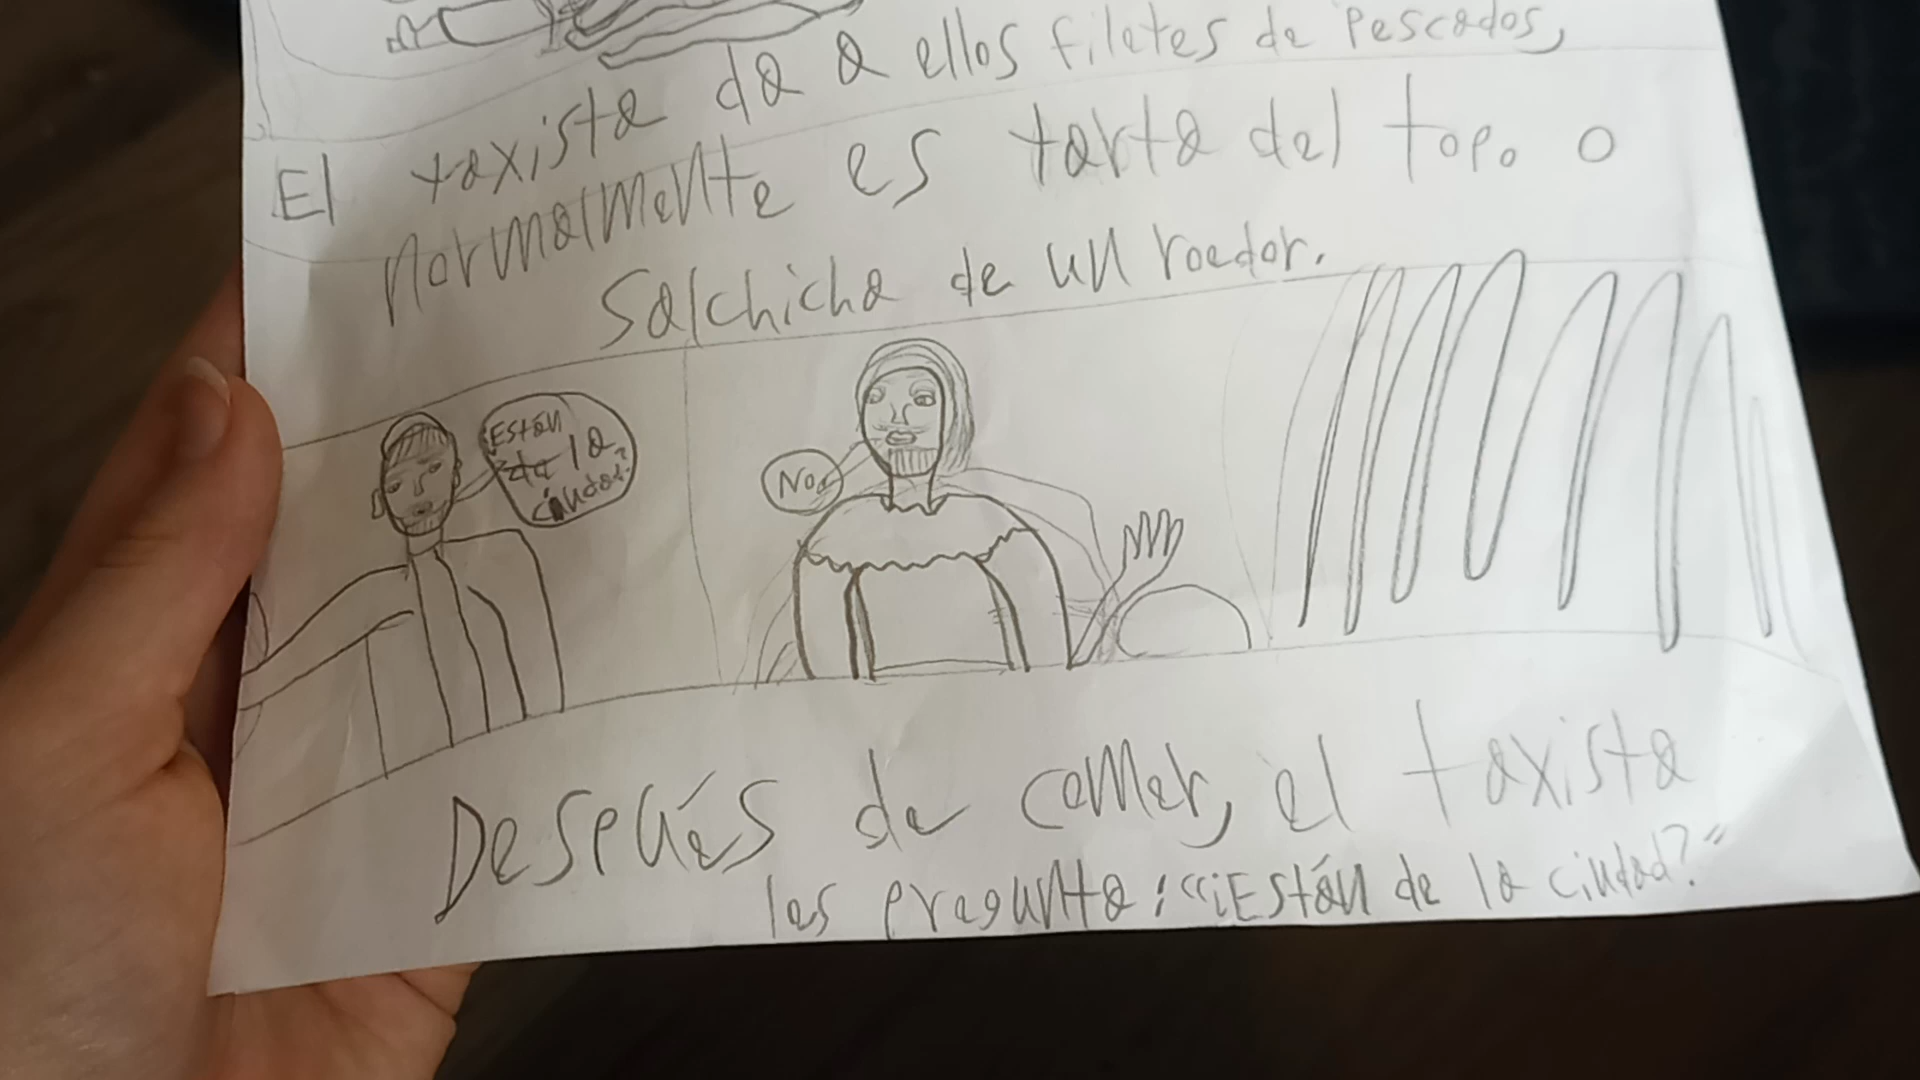 El taxista da a ellos filetes de pescados,
normalmente es tarta del topo o
salchicha de un roedor.
Están
la
ciudad?
No.
Después de comer, el taxista
les pregunta: "¿Están de la ciudad?"